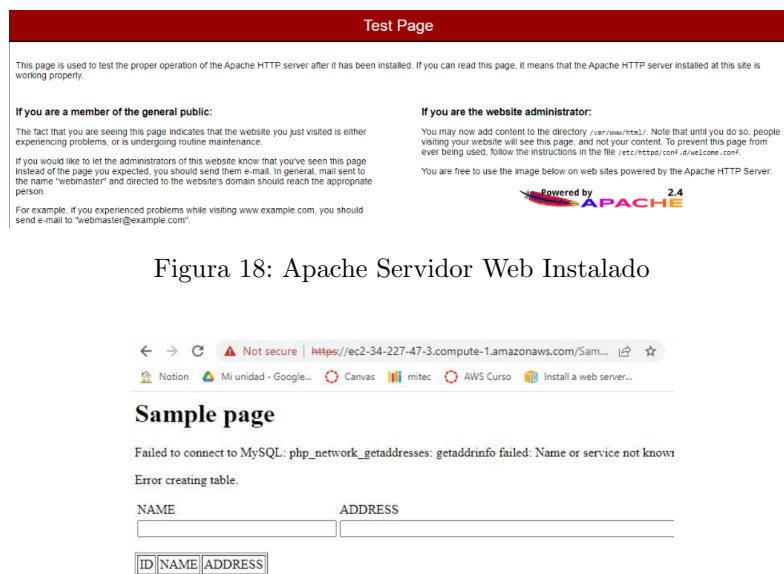 Test Page
This page is used to test the proper operation of the Apache HTTP server after it has been installed. If you can read this page, it means that the Apache HTTP server installed at this site is
working properly.
If you are a member of the general public:
The fact that you are seeing this page indicates that the website you just visited is either
experiencing problems, or is undergoing routine maintenance.
If you would like to let the administrators of this website know that you've seen this page
instead of the page you expected, you should send them e-mail. In general, mail sent to
the name "webmaster" and directed to the website's domain should reach the appropriate
person.
For example, if you experienced problems while visiting www.example.com, you should
send e-mail to "webmaster@example.com".
If you are the website administrator:
You may now add content to the directory /var/www/html/. Note that until you do so, people
visiting your website will see this page, and not your content. To prevent this page from
ever being used, follow the instructions in the file /etc/httpd/conf.d/welcome.conf.
You are free to use the image below on web sites powered by the Apache HTTP Server:
Powered by 2.4
APACHE
Figura 18: Apache Servidor Web Instalado
Not secure | https://ec2-34-227-47-3.compute-1.amazonaws.com/Sam...
Notion Mi unidad - Google... Canvas mitec AWS Curso Install a web server...
Sample page
Failed to connect to MySQL: php_network_getaddresses: getaddrinfo failed: Name or service not known
Error creating table.
NAME ADDRESS
ID NAME ADDRESS